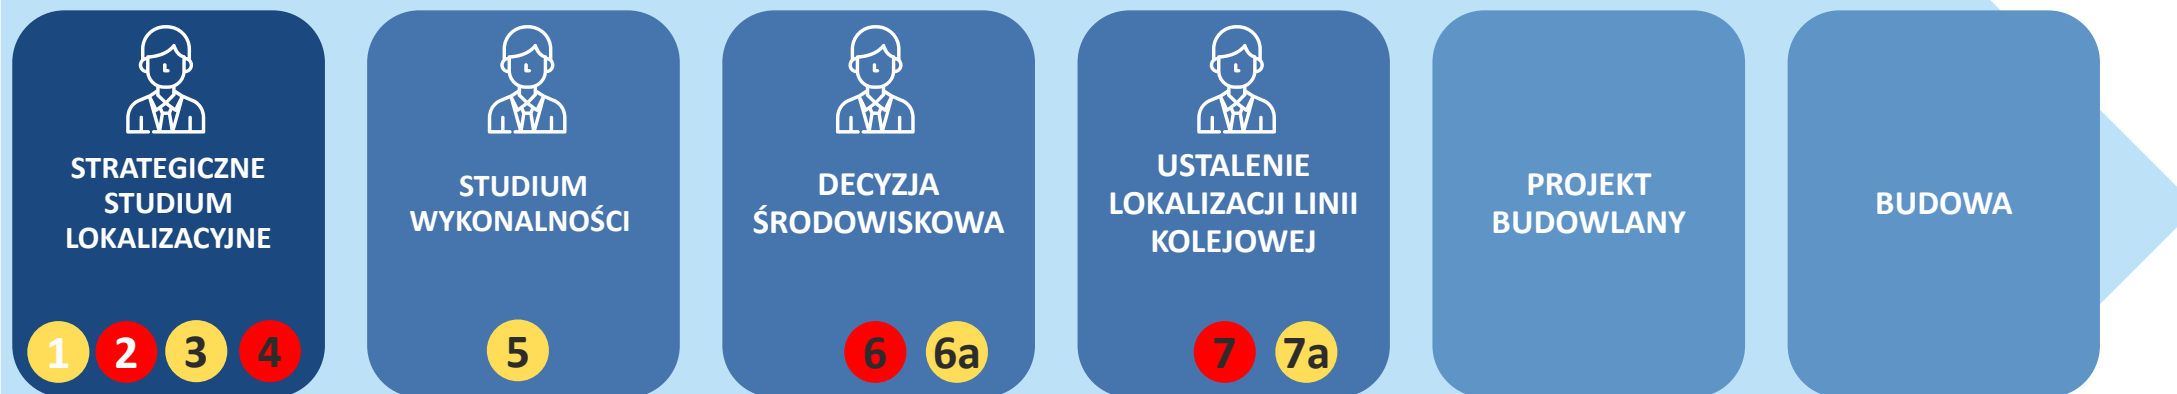 STRATEGICZNE
STUDIUM
LOKALIZACYJNE
1 2 3 4
STUDIUM
WYKONALNOŚCI
5
DECYZJA
ŚRODOWISKOWA
6 6a
USTALENIE
LOKALIZACJI LINII
KOLEJOWEJ
7 7a
PROJEKT
BUDOWLANY
BUDOWA